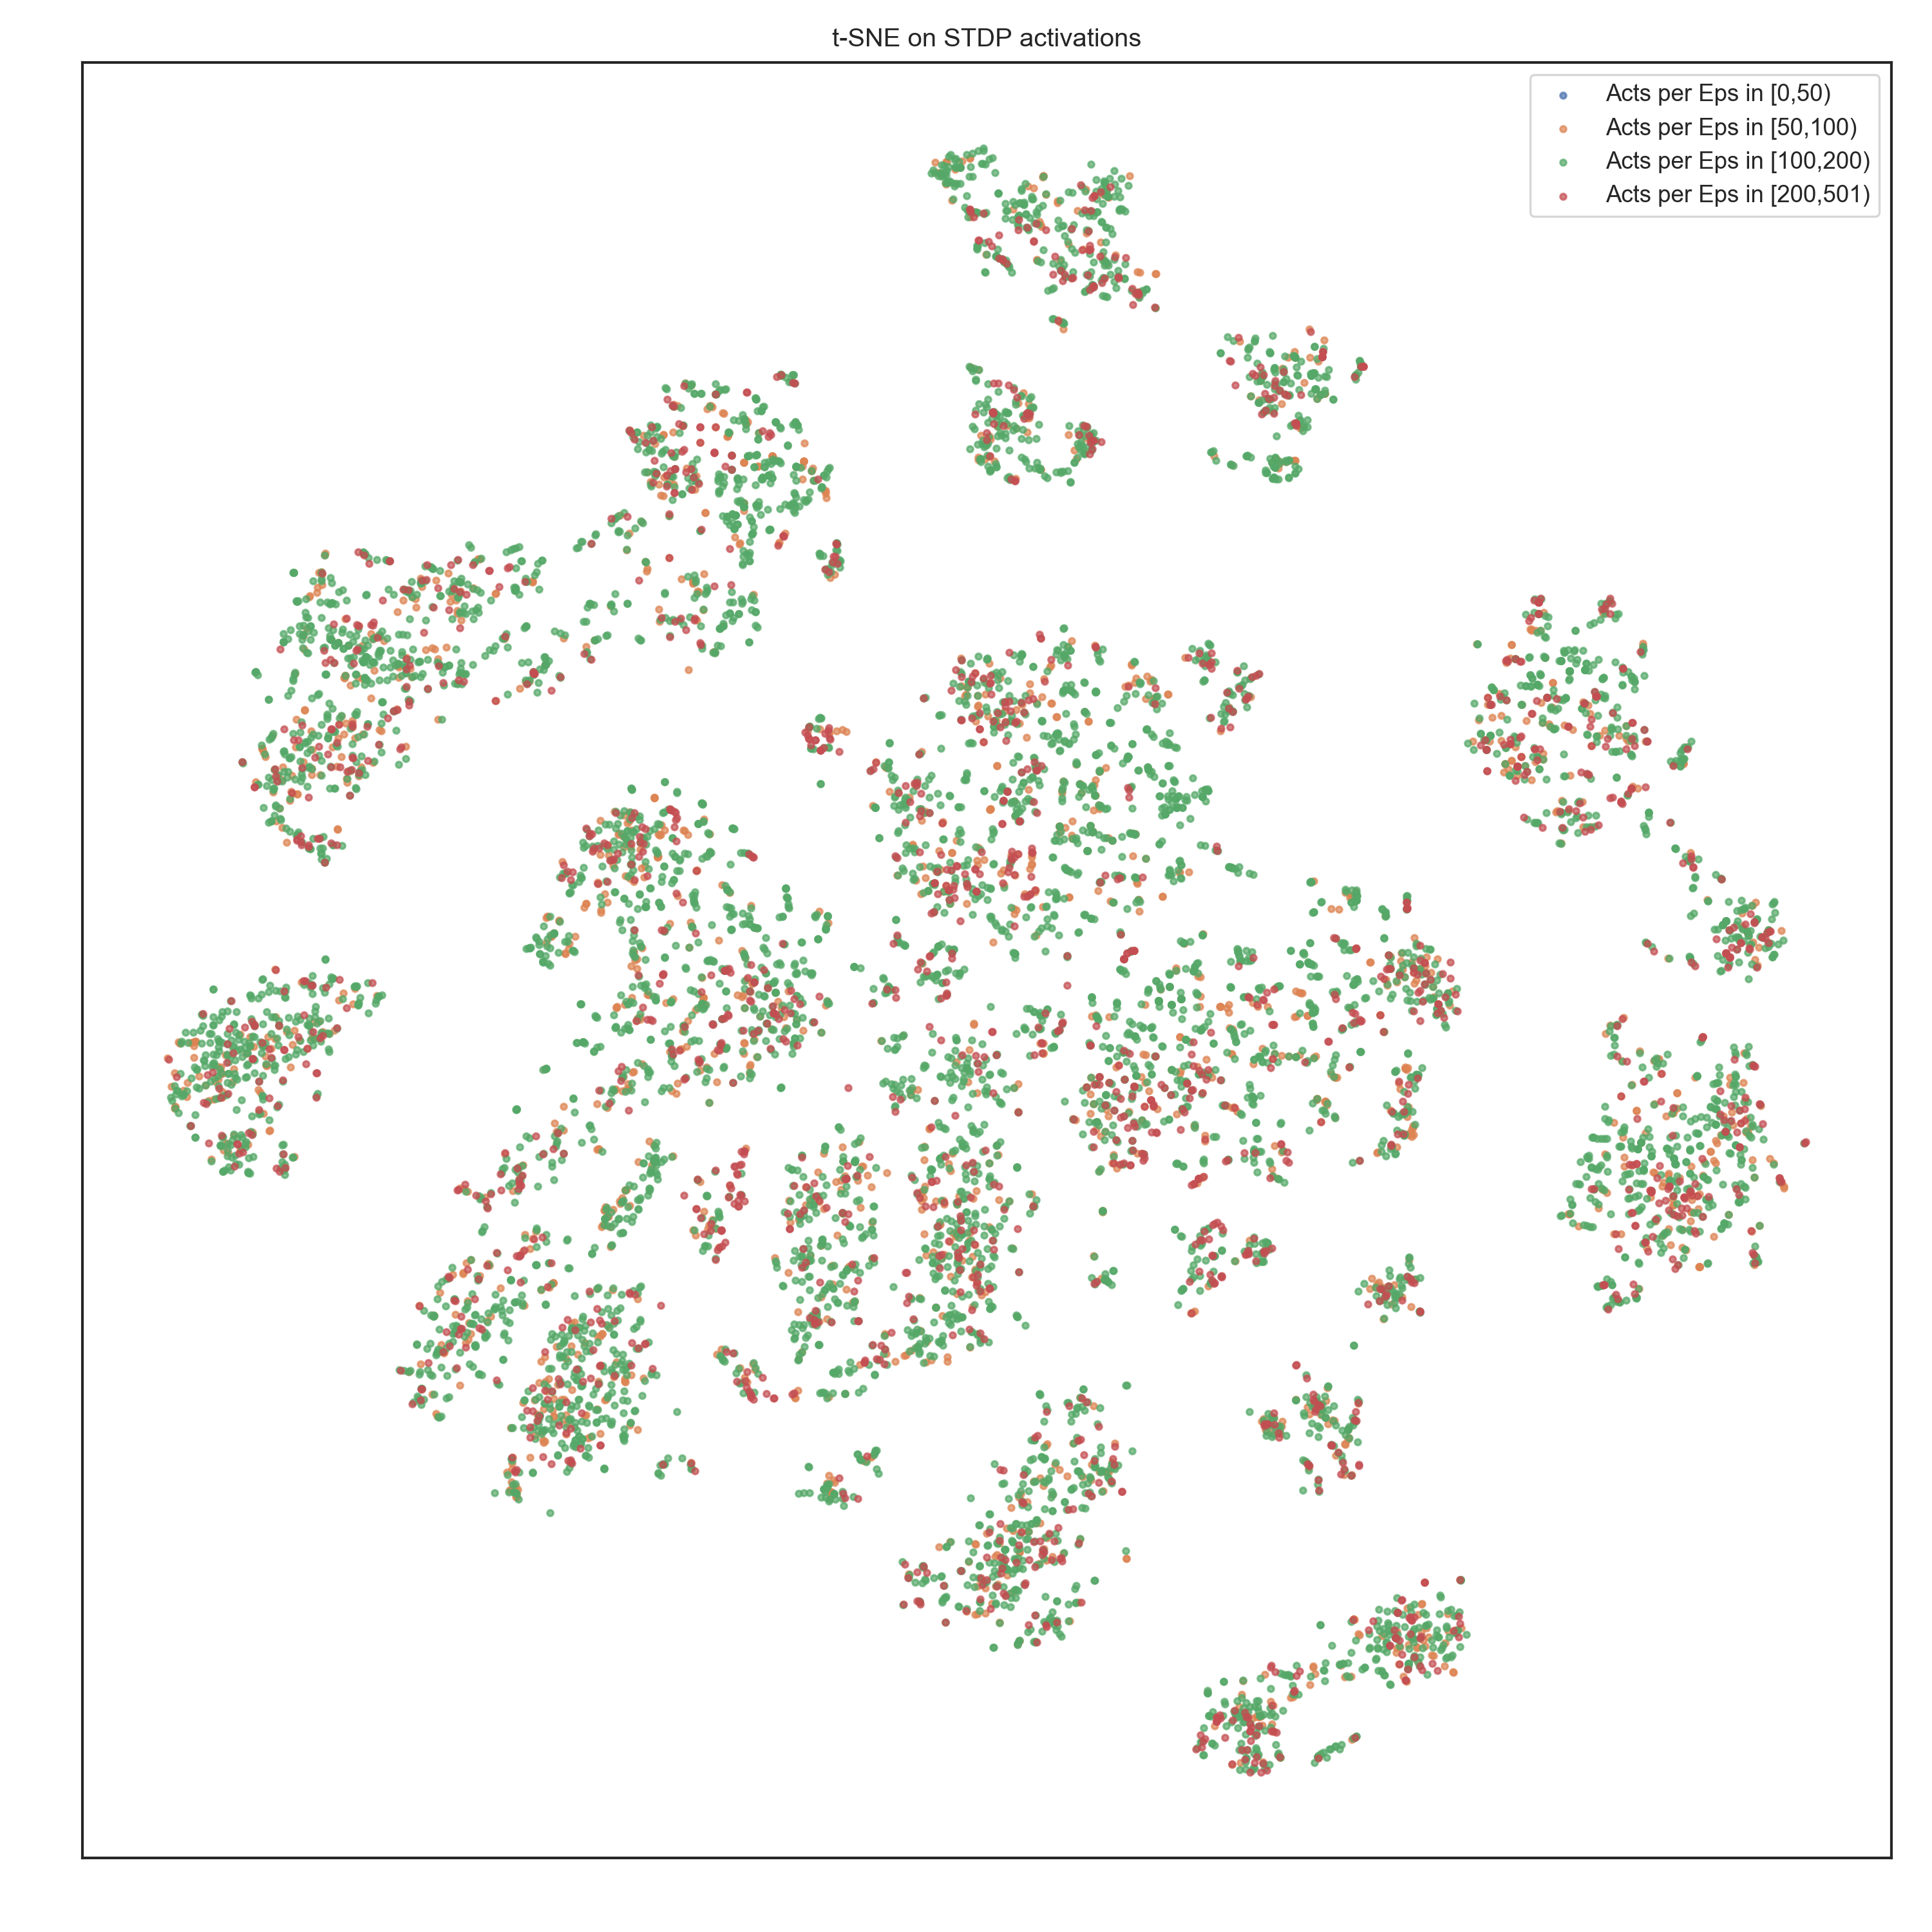 t-SNE on STDP activations
Acts per Eps in [0,50)
Acts per Eps in [50,100)
Acts per Eps in [100,200)
Acts per Eps in [200,501)